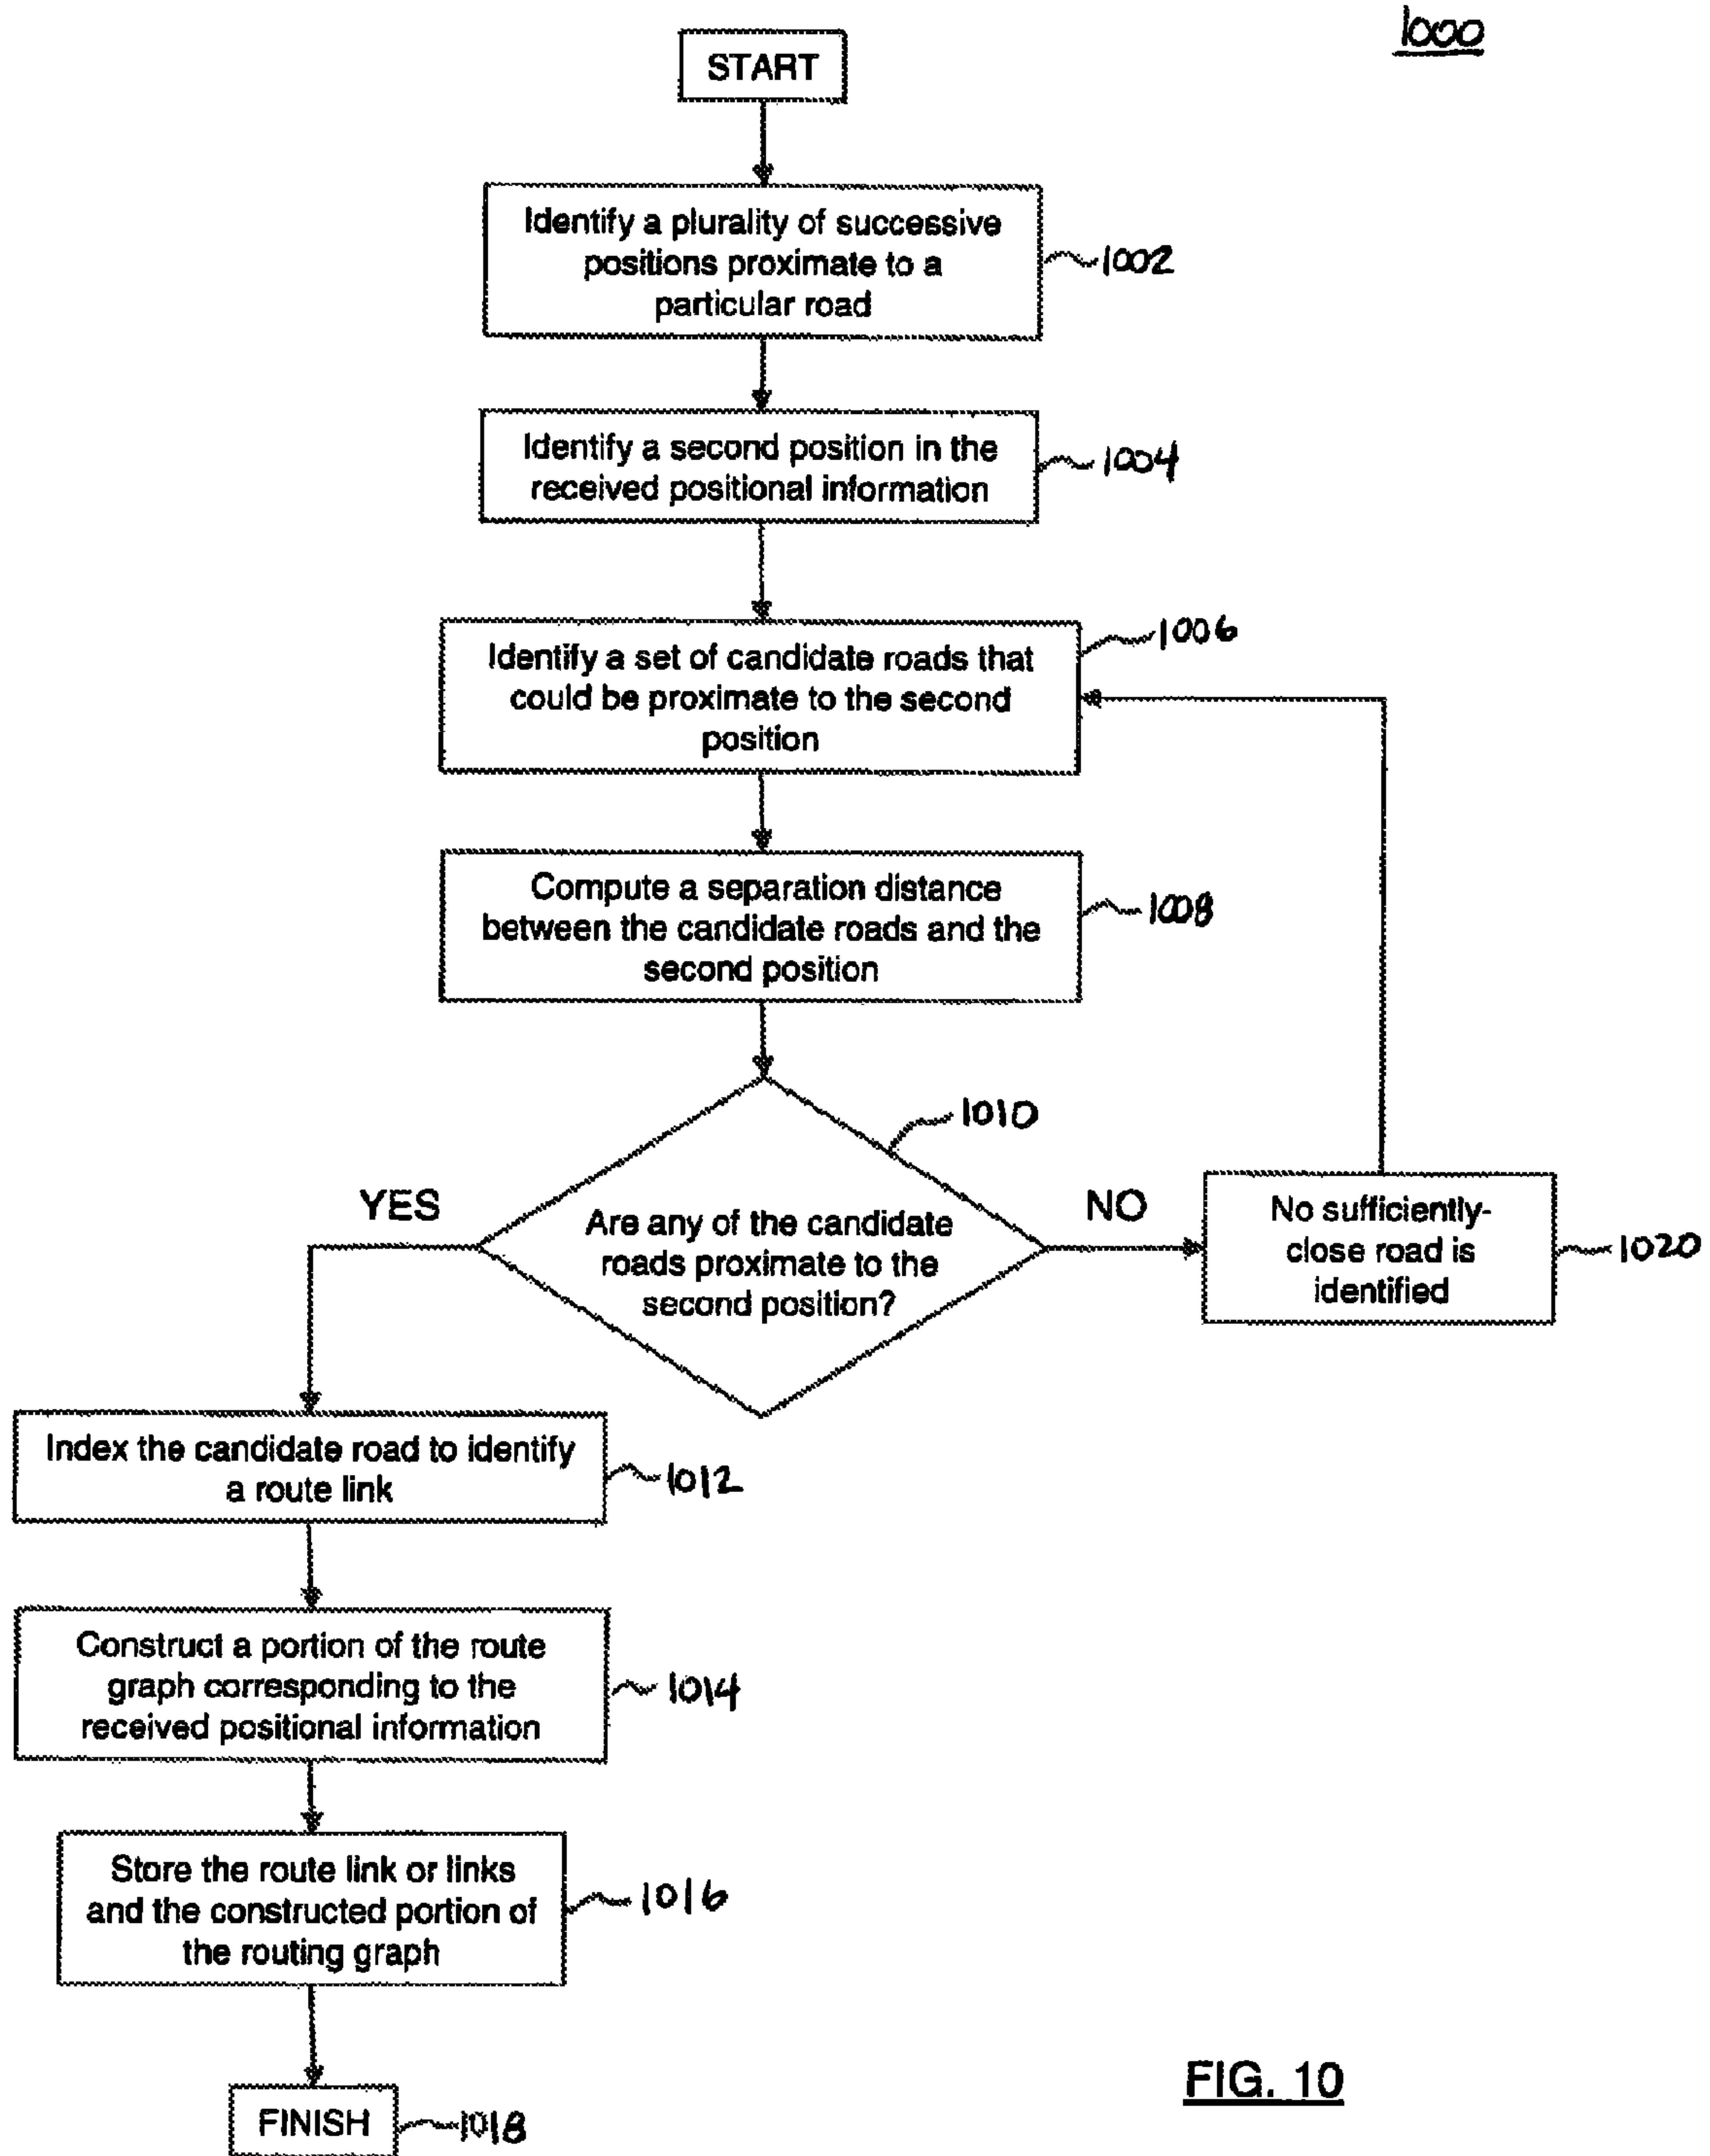 1000
START
Identify a plurality of successive
positions proximate to a
particular road
1002
Identify a second position in the
received positional information
1004
Identify a set of candidate roads that
could be proximate to the second
position
1006
Compute a separation distance
between the candidate roads and the
second position
1008
1010
Are any of the candidate
roads proximate to the
second position?
YES
NO
No sufficiently-
close road is
identified
1020
Index the candidate road to identify
a route link
1012
Construct a portion of the route
graph corresponding to the
received positional information
1014
Store the route link or links
and the constructed portion of
the routing graph
1016
FINISH
1018
FIG. 10